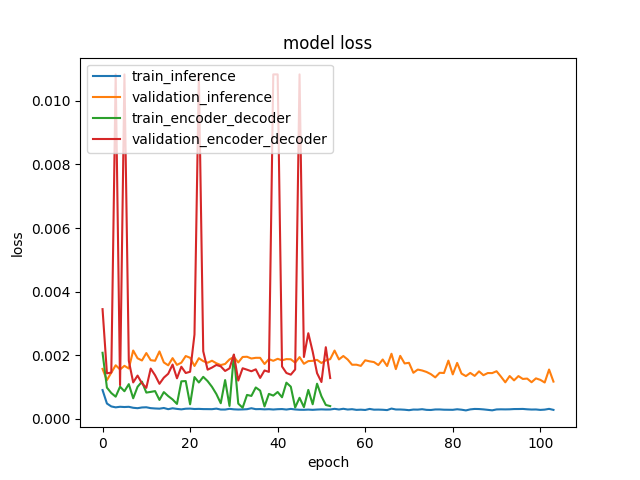 model loss
train_inference
validation_inference
train_encoder_decoder
validation_encoder_decoder
0.010
0.008
0.006
0.004
0.002
0.000
loss
0 20 40 60 80 100
epoch